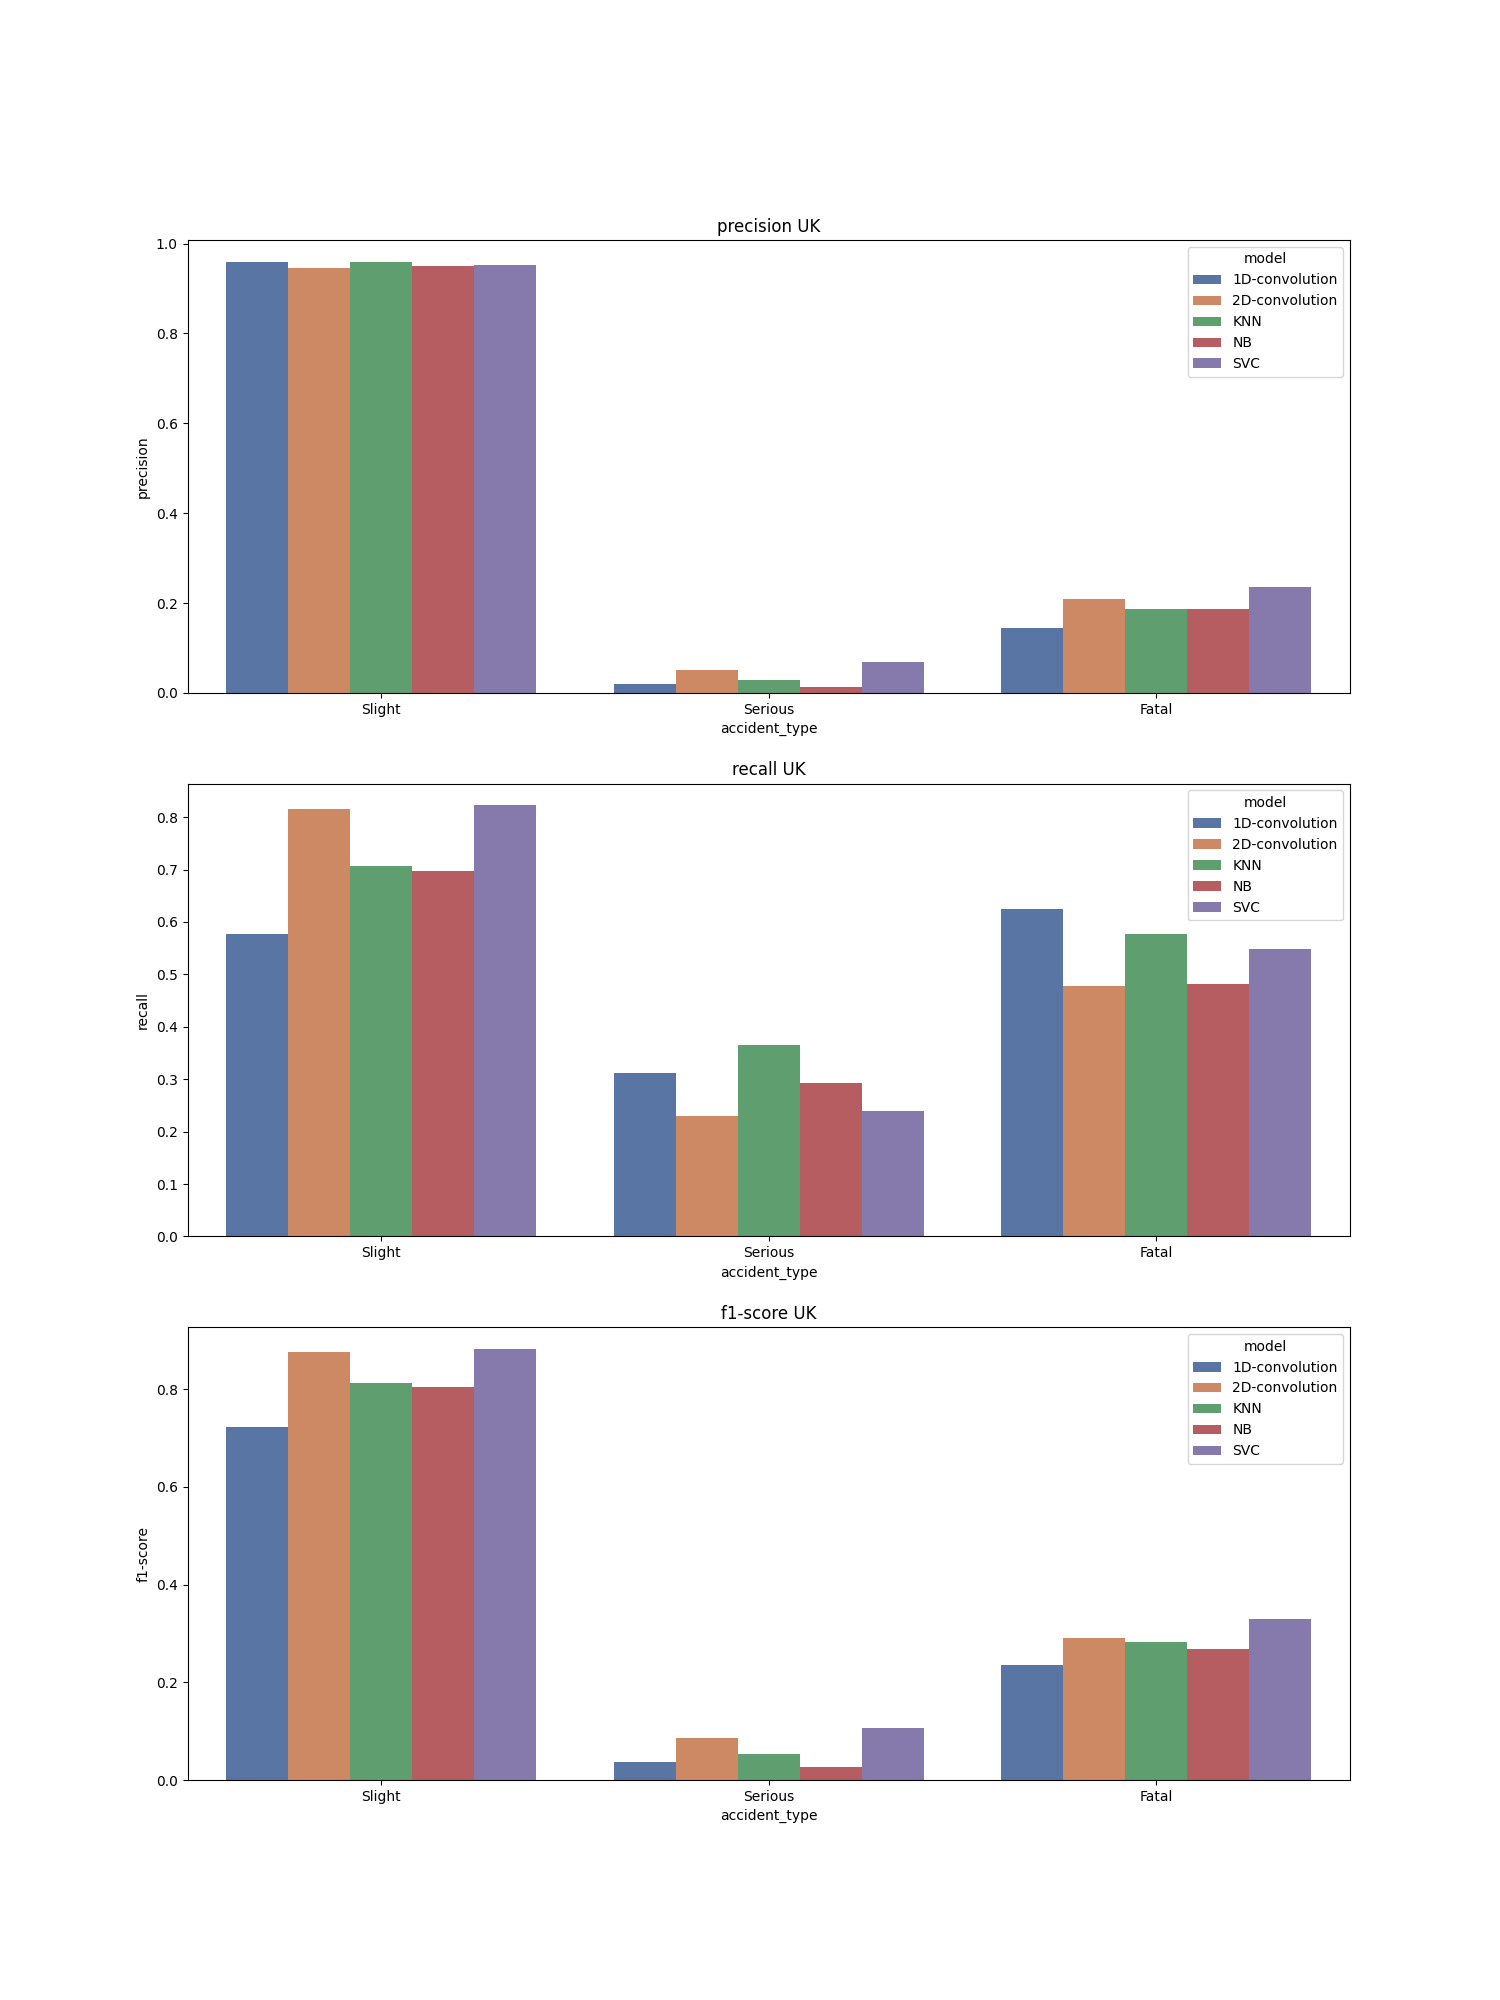 precision UK
1.0
0.8
0.6
0.4
0.2
0.0
precision
model
1D-convolution
2D-convolution
KNN
NB
SVC
Slight Serious Fatal
accident_type
recall UK
0.8
0.7
0.6
0.5
0.4
0.3
0.2
0.1
0.0
recall
model
1D-convolution
2D-convolution
KNN
NB
SVC
Slight Serious Fatal
accident_type
f1-score UK
0.8
0.6
0.4
0.2
0.0
f1-score
model
1D-convolution
2D-convolution
KNN
NB
SVC
Slight Serious Fatal
accident_type